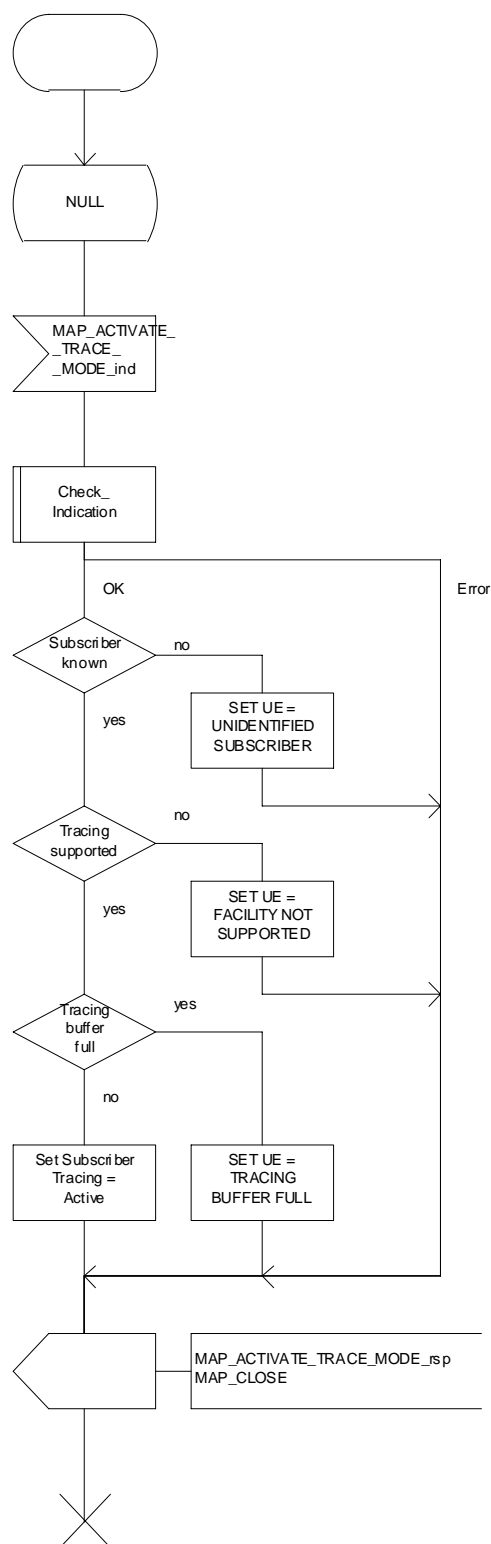 NULL
MAP_ACTIVATE_
_TRACE_
_MODE_ind
Check_
Indication
OK
Error
Subscriber
known
no
SET UE =
UNIDENTIFIED
SUBSCRIBER
yes
Tracing
supported
no
SET UE =
FACILITY NOT
SUPPORTED
yes
Tracing
buffer
full
yes
no
Set Subscriber
Tracing =
Active
SET UE =
TRACING
BUFFER FULL
MAP_ACTIVATE_TRACE_MODE_rsp
MAP_CLOSE